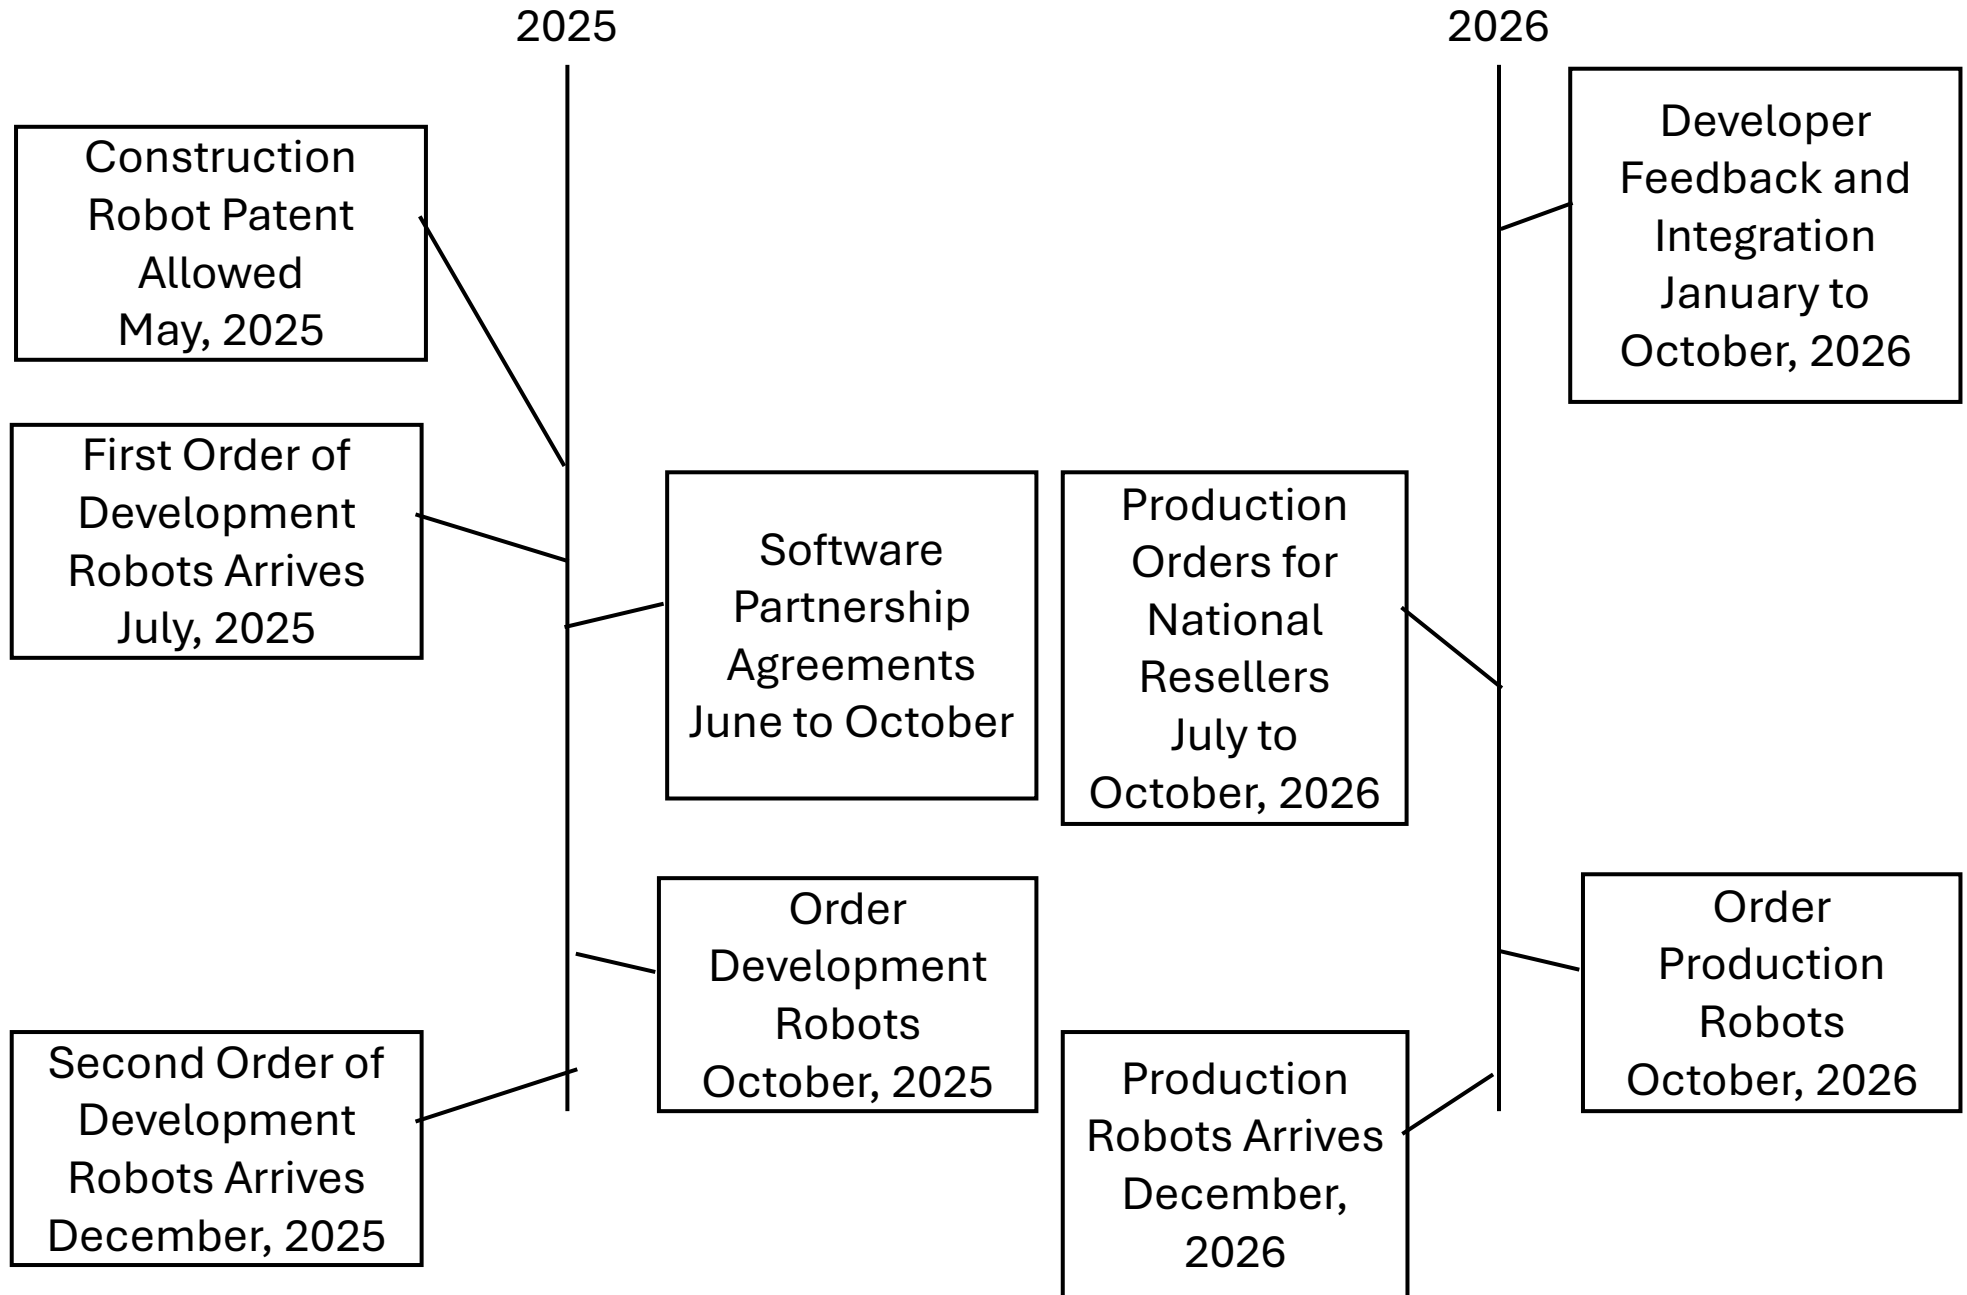 2025
Construction
Robot Patent
Allowed
May, 2025
First Order of
Development
Robots Arrives
July, 2025
Software
Partnership
Agreements
June to October
Order
Development
Robots
October, 2025
Second Order of
Development
Robots Arrives
December, 2025
2026
Developer
Feedback and
Integration
January to
October, 2026
Production
Orders for
National
Resellers
July to
October, 2026
Order
Production
Robots
October, 2026
Production
Robots Arrives
December,
2026